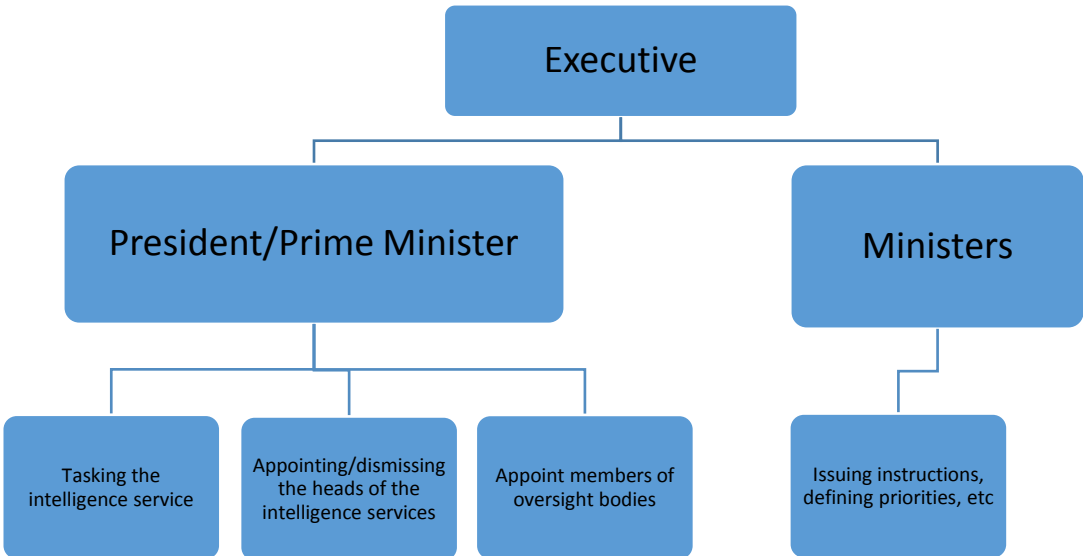 Executive
President/Prime Minister
Ministers
Tasking the
intelligence service
Appointing/dismissing
the heads of the
intelligence services
Appoint members of
oversight bodies
Issuing instructions,
defining priorities, etc